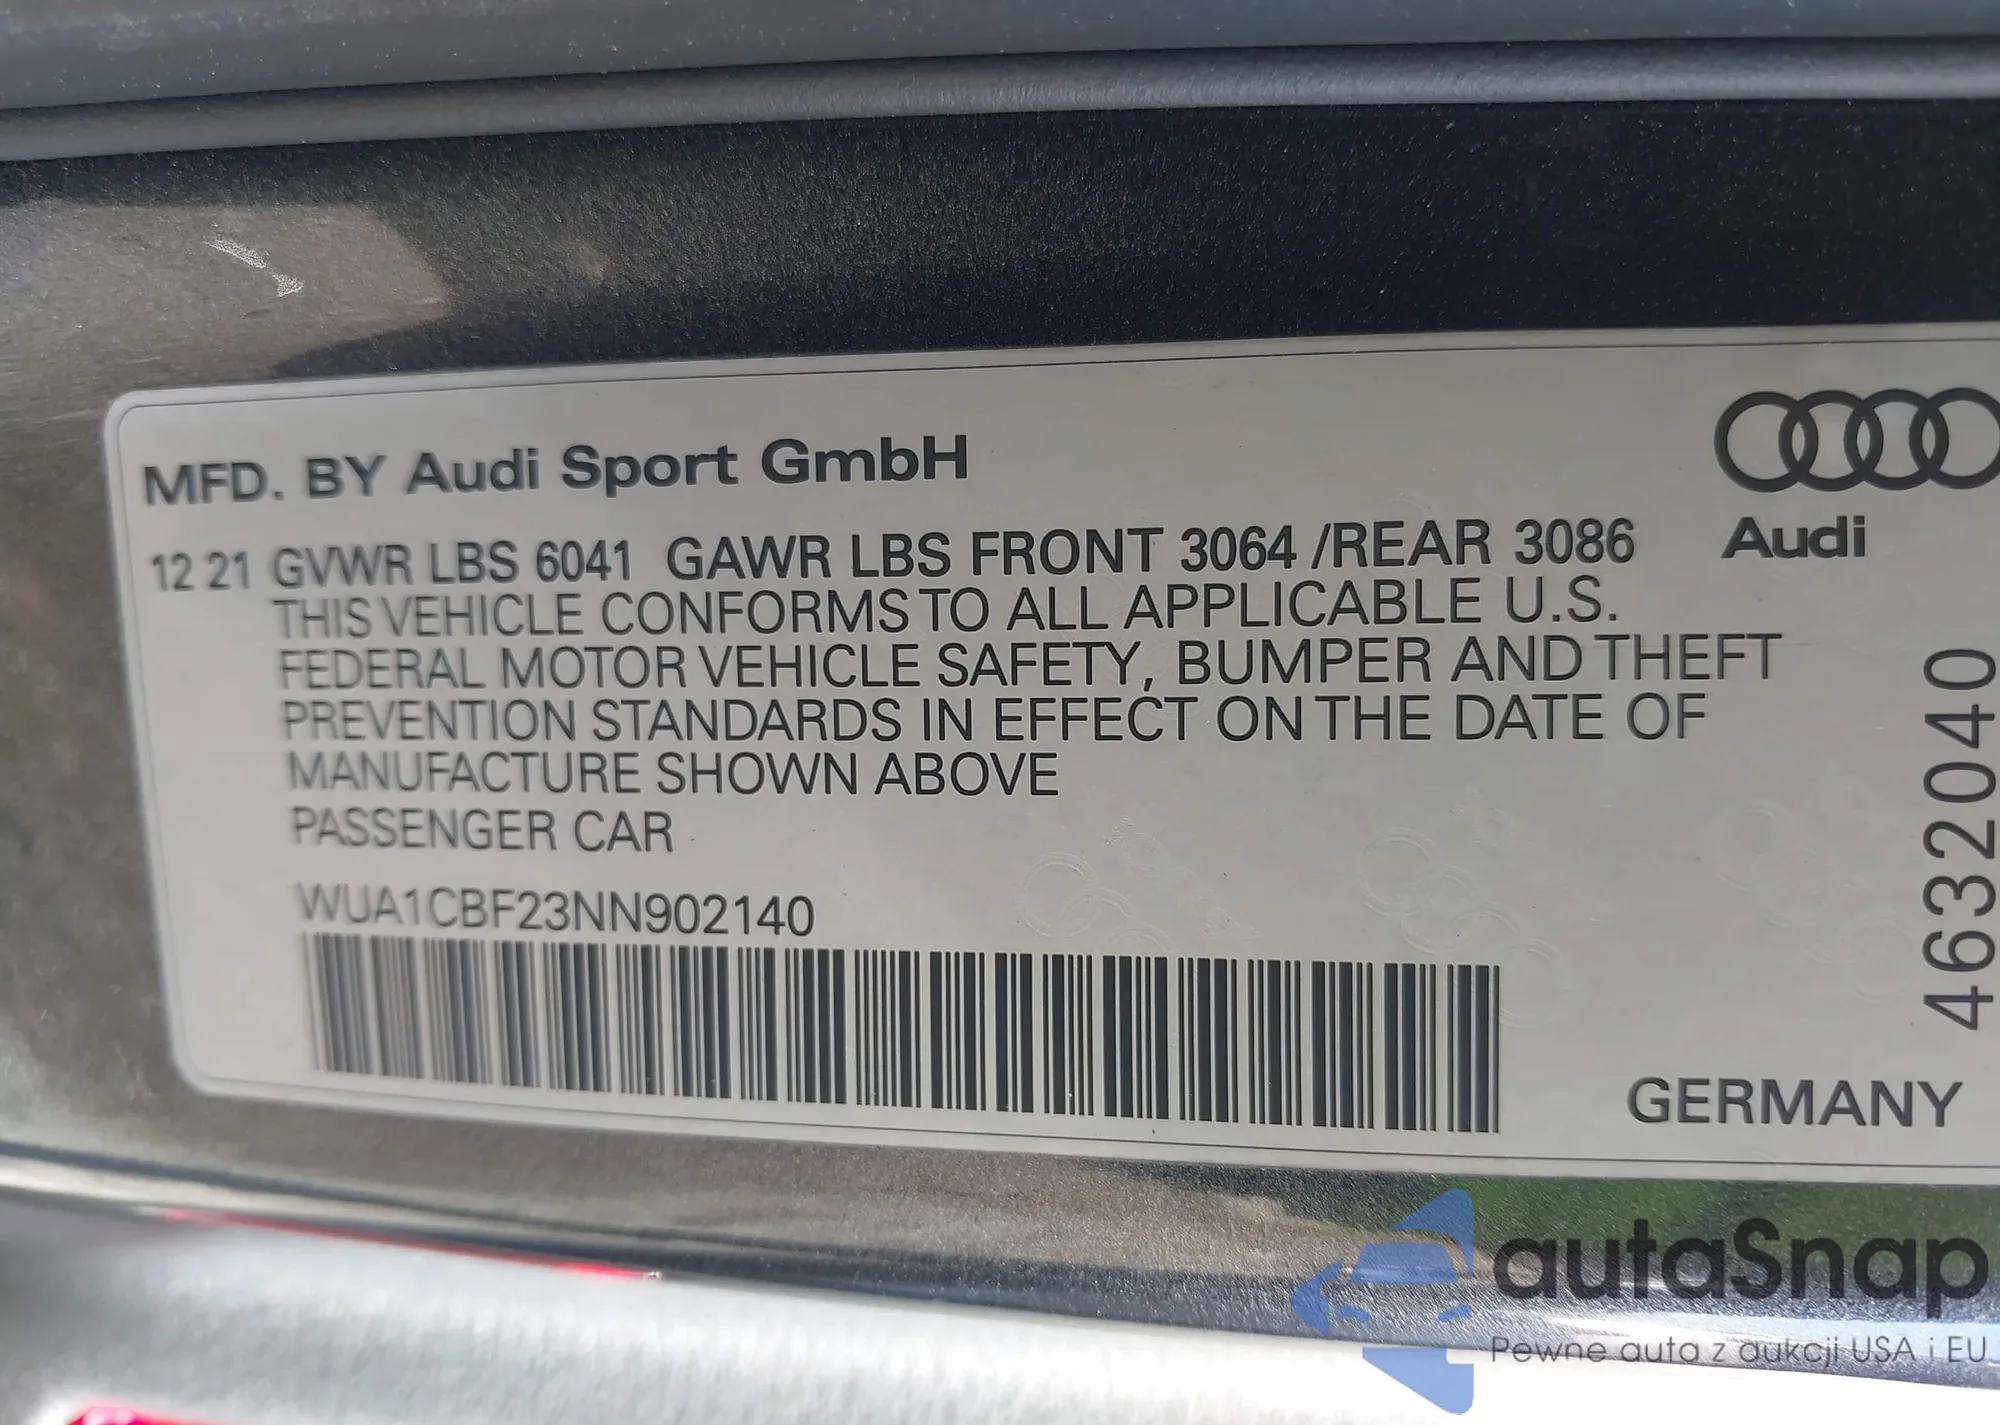 MFD. BY Audi Sport GmbH
Audi
12 21 GVWR LBS 6041 GAWR LBS FRONT 3064 /REAR 3086
THIS VEHICLE CONFORMS TO ALL APPLICABLE U.S.
FEDERAL MOTOR VEHICLE SAFETY, BUMPER AND THEFT
PREVENTION STANDARDS IN EFFECT ON THE DATE OF
MANUFACTURE SHOWN ABOVE
PASSENGER CAR
WUA1CBF23NN902140
4632040
GERMANY
autaSnap
Pewne auta z aukcji USA i EU